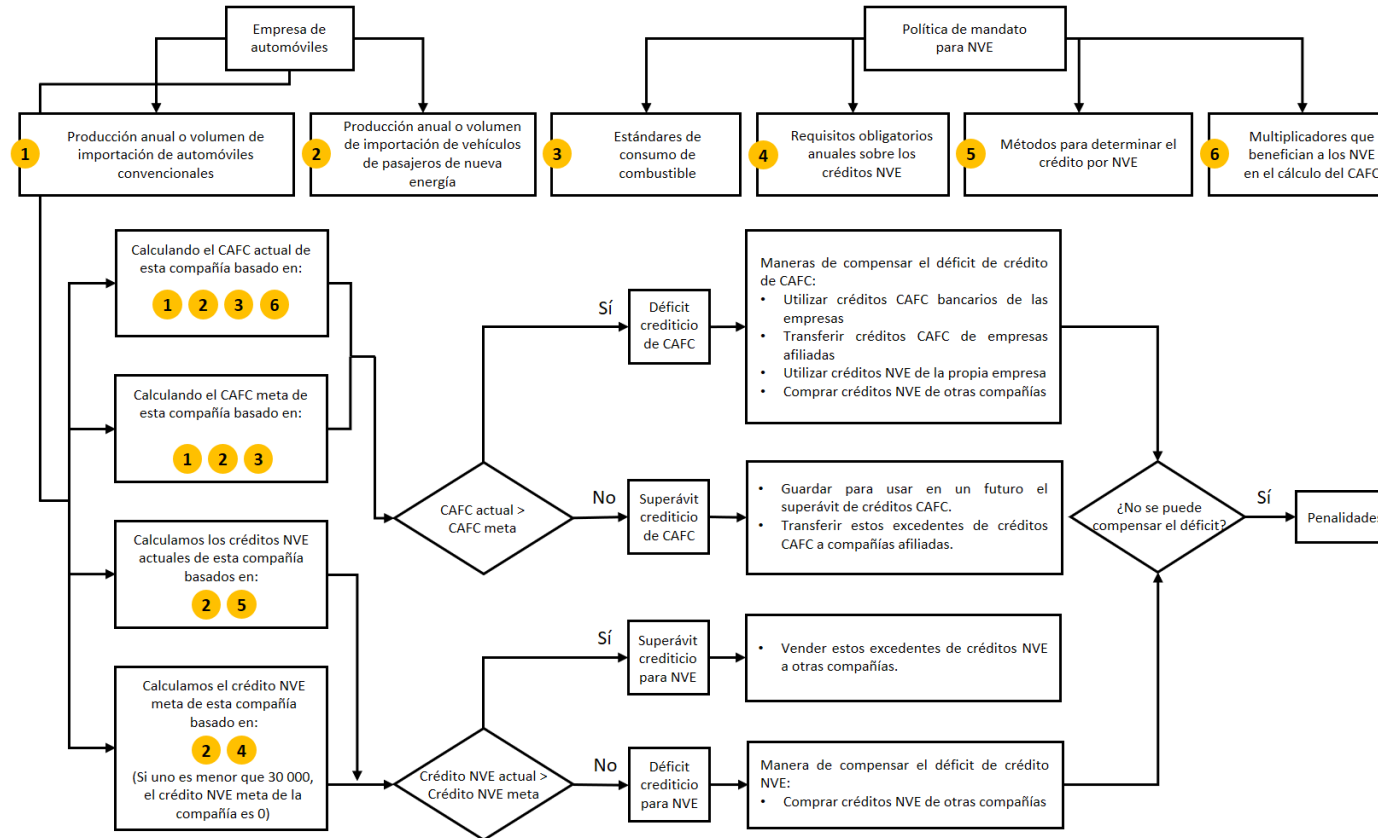 Empresa de
automóviles
Política de mandato
para NVE
1
Producción anual o volumen de
importación de automóviles
convencionales
2
Producción anual o volumen
de importación de vehículos
de pasajeros de nueva
energía
3
Estándares de
consumo de
combustible
4
Requisitos obligatorios
anuales sobre los
créditos NVE
5
Métodos para determinar el
crédito por NVE
6
Multiplicadores que
benefician a los NVE
en el cálculo del CAFC
Calculando el CAFC actual de
esta compañía basado en:
1 2 3 6
Calculando el CAFC meta de
esta compañía basado en:
1 2 3
Calculamos los créditos NVE
actuales de esta compañía
basados en:
2 5
Calculamos el crédito NVE
meta de esta compañía
basado en:
2 4
(Si uno es menor que 30 000,
el crédito NVE meta de la
compañía es 0)
CAFC actual >
CAFC meta
Sí
Déficit
crediticio
de CAFC
Maneras de compensar el déficit de crédito
de CAFC:
• Utilizar créditos CAFC bancarios de las
empresas
• Transferir créditos CAFC de empresas
afiliadas
• Utilizar créditos NVE de la propia empresa
• Comprar créditos NVE de otras compañías
No
Superávit
crediticio
de CAFC
• Guardar para usar en un futuro el
superávit de créditos CAFC.
• Transferir estos excedentes de créditos
CAFC a compañías afiliadas.
Crédito NVE actual >
Crédito NVE meta
Sí
Superávit
crediticio
para NVE
• Vender estos excedentes de créditos NVE
a otras compañías.
No
Déficit
crediticio
para NVE
Manera de compensar el déficit de crédito
NVE:
• Comprar créditos NVE de otras compañías
¿No se puede
compensar el déficit?
Sí
Penalidades